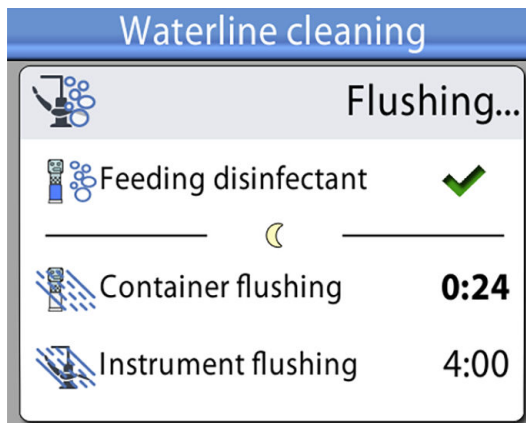 Waterline cleaning
Flushing...
Feeding disinfectant
Container flushing 0:24
Instrument flushing 4:00